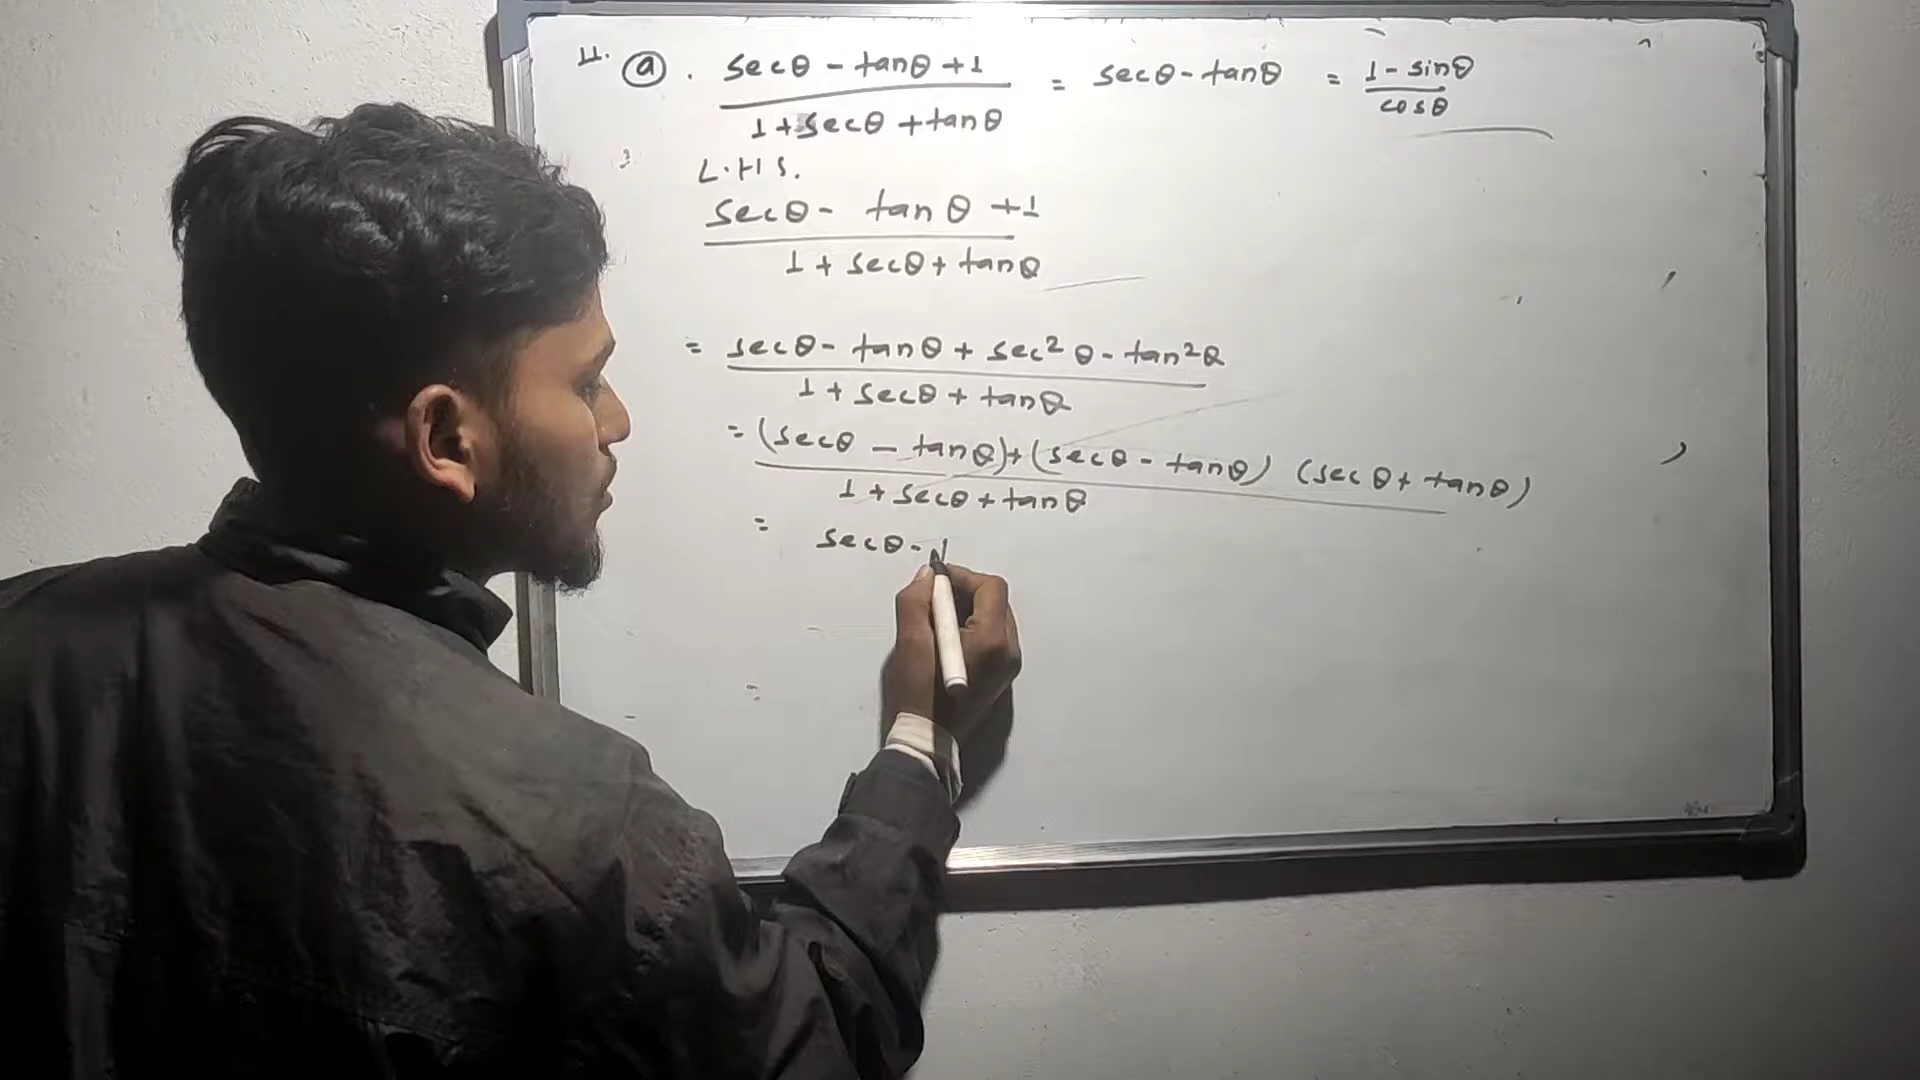 11. ⓐ. secθ - tanθ + 1 / 1 + secθ + tanθ = secθ - tanθ = 1 - sinθ / cosθ
L.H.S.
secθ - tanθ + 1
1 + secθ + tanθ
= secθ - tanθ + sec²θ - tan²θ
1 + secθ + tanθ
= (secθ - tanθ) + (secθ - tanθ) (secθ + tanθ)
1 + secθ + tanθ
= secθ -